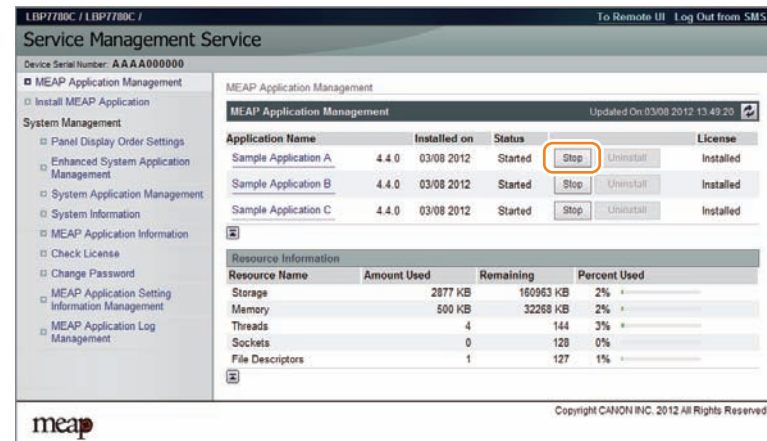 LBP7780C / LBP7780C / To Remote UI Log Out from SMS
Service Management Service
Device Serial Number: AAAA000000
MEAP Application Management
Install MEAP Application
System Management
Panel Display Order Settings
Enhanced System Application
Management
System Application Management
System Information
MEAP Application Information
Check License
Change Password
MEAP Application Setting
Information Management
MEAP Application Log
Management
MEAP Application Management
MEAP Application Management Updated On:03/08 2012 13:49:20
Application Name Installed on Status License
Sample Application A 4.4.0 03/08 2012 Started Stop Uninstall Installed
Sample Application B 4.4.0 03/08 2012 Started Stop Uninstall Installed
Sample Application C 4.4.0 03/08 2012 Started Stop Uninstall Installed
Resource Information
Resource Name Amount Used Remaining Percent Used
Storage 2877 KB 160963 KB 2%
Memory 500 KB 32268 KB 2%
Threads 4 144 3%
Sockets 0 128 0%
File Descriptors 1 127 1%
Copyright CANON INC. 2012 All Rights Reserved
meap